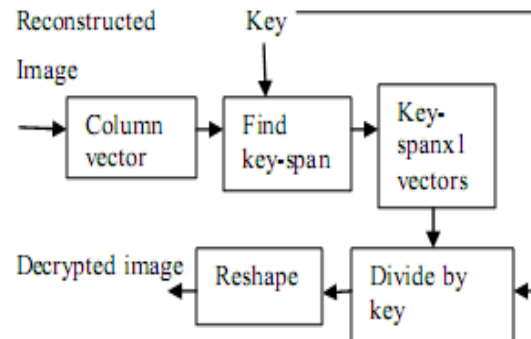 Reconstructed
Image
Key
Column
vector
Find
key-span
Key-
spanx1
vectors
Decrypted image
Reshape
Divide by
key